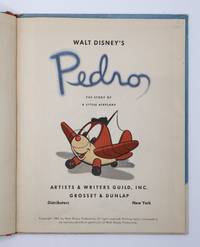 WALT DISNEY'S
Pedro
THE STORY OF
A LITTLE AIRPLANE
ARTISTS & WRITERS GUILD, INC.
GROSSET & DUNLAP
Distributors New York